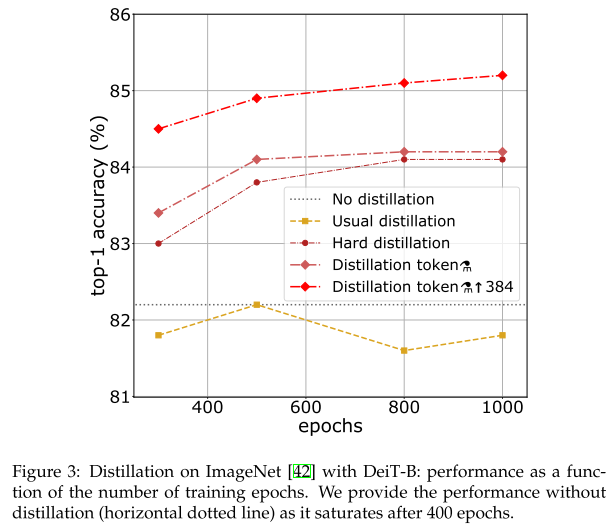 86
85
84
83
82
81
top-1 accuracy (%)
No distillation
Usual distillation
Hard distillation
Distillation token⚗
Distillation token⚗↑384
400 600 800 1000
epochs
Figure 3: Distillation on ImageNet [42] with DeiT-B: performance as a func-
tion of the number of training epochs. We provide the performance without
distillation (horizontal dotted line) as it saturates after 400 epochs.